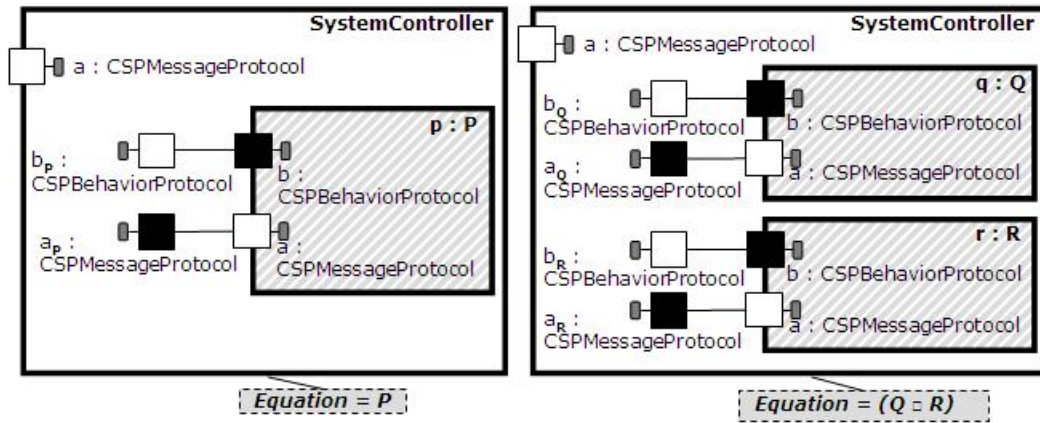 SystemController
a : CSPMessageProtocol
p : P
bP :
CSPBehaviorProtocol
b :
CSPBehaviorProtocol
aP :
CSPMessageProtocol
a :
CSPMessageProtocol
Equation = P
SystemController
a : CSPMessageProtocol
q : Q
bQ :
CSPBehaviorProtocol
b : CSPBehaviorProtocol
aQ :
CSPMessageProtocol
a : CSPMessageProtocol
r : R
bR :
CSPBehaviorProtocol
b : CSPBehaviorProtocol
aR :
CSPMessageProtocol
a : CSPMessageProtocol
Equation = (Q □ R)